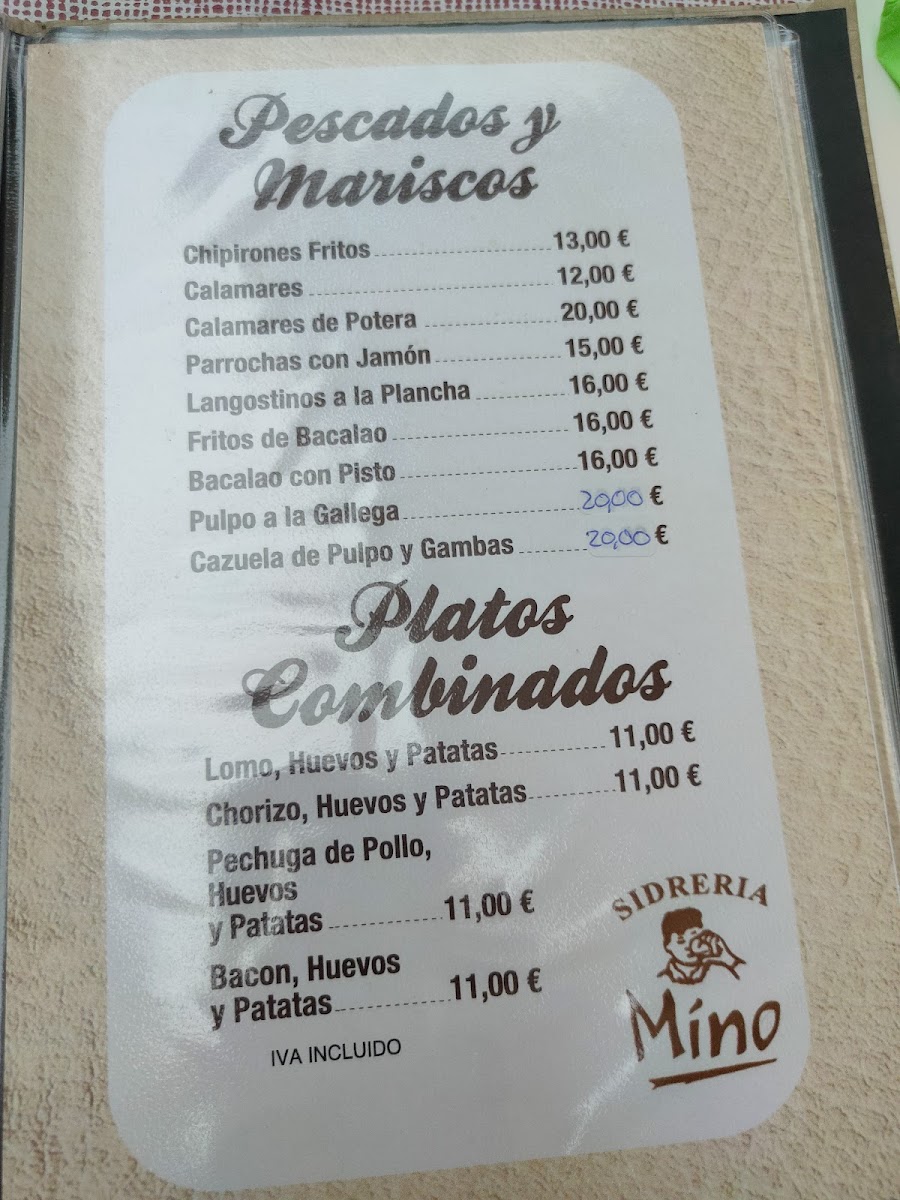 Pescados y
Mariscos
Chipirones Fritos 13,00 €
Calamares 12,00 €
Calamares de Potera 20,00 €
Parrochas con Jamón 15,00 €
Langostinos a la Plancha 16,00 €
Fritos de Bacalao 16,00 €
Bacalao con Pisto 16,00 €
Pulpo a la Gallega 20,00 €
Cazuela de Pulpo y Gambas 20,00 €
Platos
Combinados
Lomo, Huevos y Patatas 11,00 €
Chorizo, Huevos y Patatas 11,00 €
Pechuga de Pollo,
Huevos
y Patatas 11,00 €
Bacon, Huevos
y Patatas 11,00 €
IVA INCLUIDO
SIDRERIA
Míno